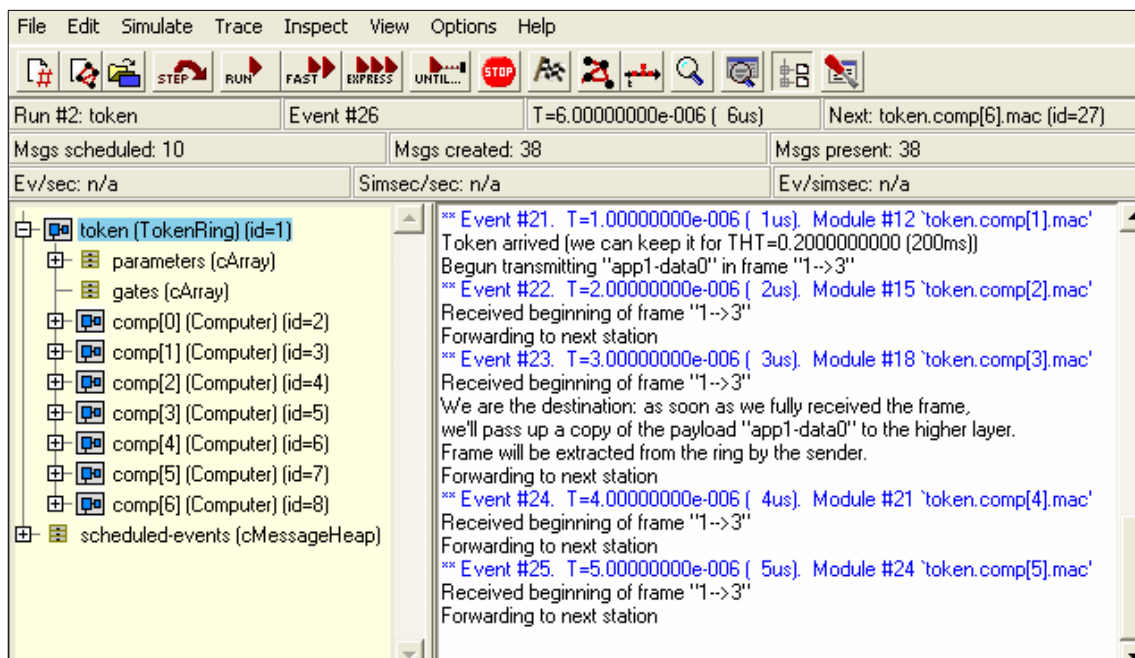 File Edit Simulate Trace Inspect View Options Help
# STEP RUN FAST EXPRESS UNTIL... STOP
Run #2: token Event #26 T=6.00000000e-006 ( 6us) Next: token.comp[6].mac (id=27)
Msgs scheduled: 10 Msgs created: 38 Msgs present: 38
Ev/sec: n/a Simsec/sec: n/a Ev/simsec: n/a
token (TokenRing) (id=1)
parameters (cArray)
gates (cArray)
comp[0] (Computer) (id=2)
comp[1] (Computer) (id=3)
comp[2] (Computer) (id=4)
comp[3] (Computer) (id=5)
comp[4] (Computer) (id=6)
comp[5] (Computer) (id=7)
comp[6] (Computer) (id=8)
scheduled-events (cMessageHeap)
** Event #21. T=1.00000000e-006 ( 1us). Module #12 `token.comp[1].mac'
Token arrived (we can keep it for THT=0.2000000000 (200ms))
Begun transmitting "app1-data0" in frame "1-->3"
** Event #22. T=2.00000000e-006 ( 2us). Module #15 `token.comp[2].mac'
Received beginning of frame "1-->3"
Forwarding to next station
** Event #23. T=3.00000000e-006 ( 3us). Module #18 `token.comp[3].mac'
Received beginning of frame "1-->3"
We are the destination: as soon as we fully received the frame,
we'll pass up a copy of the payload "app1-data0" to the higher layer.
Frame will be extracted from the ring by the sender.
Forwarding to next station
** Event #24. T=4.00000000e-006 ( 4us). Module #21 `token.comp[4].mac'
Received beginning of frame "1-->3"
Forwarding to next station
** Event #25. T=5.00000000e-006 ( 5us). Module #24 `token.comp[5].mac'
Received beginning of frame "1-->3"
Forwarding to next station